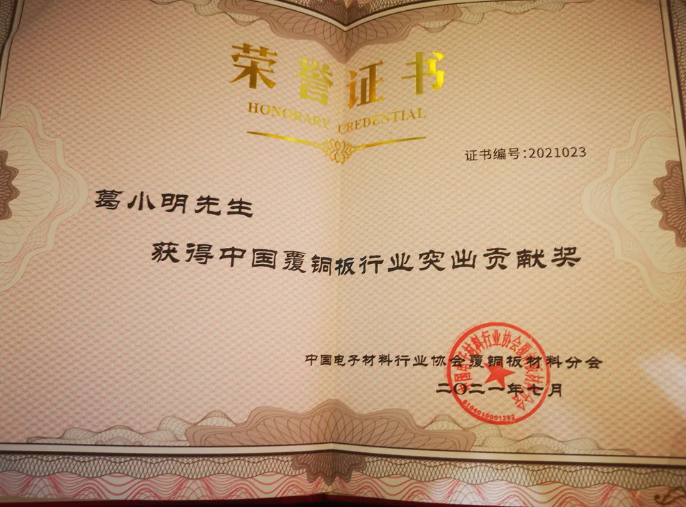 荣誉证书
HONORARY CREDENTIAL
证书编号:2021023
葛小明先生
获得中国覆铜板行业突出贡献奖
中国电子材料行业协会覆铜板材料分会
二〇二一年七月